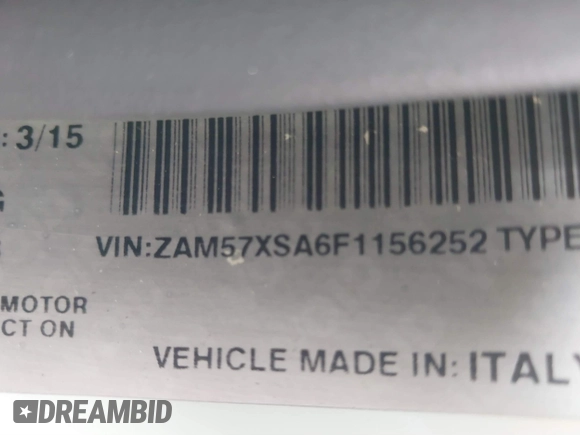 : 3/15
VIN:ZAM57XSA6F1156252 TYPE
MOTOR
CT ON
VEHICLE MADE IN: ITALY
DREAMBID